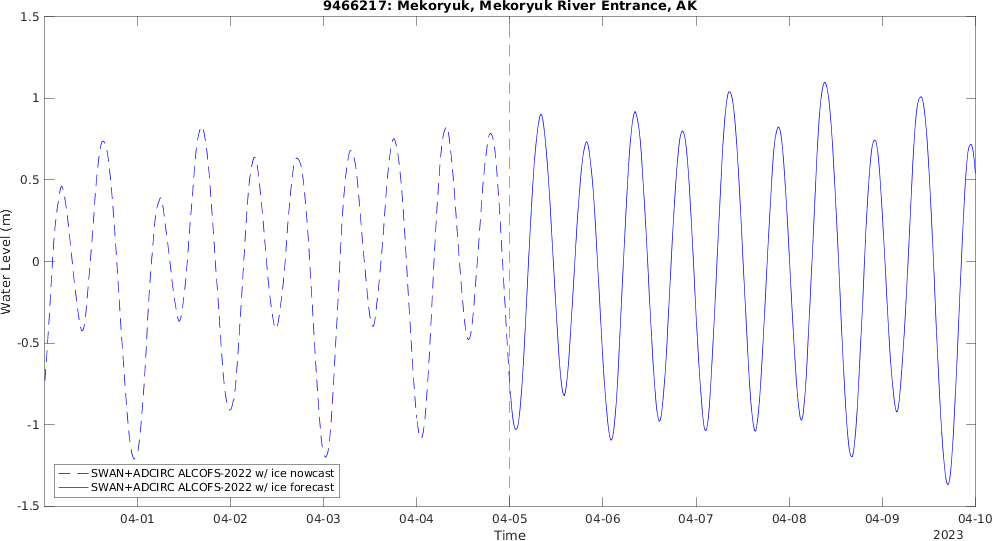 9466217: Mekoryuk, Mekoryuk River Entrance, AK
1.5
1
0.5
0
-0.5
-1
-1.5
Water Level (m)
SWAN+ADCIRC ALCOFS-2022 w/ ice nowcast
SWAN+ADCIRC ALCOFS-2022 w/ ice forecast
04-01 04-02 04-03 04-04 04-05 04-06 04-07 04-08 04-09 04-10
Time
2023